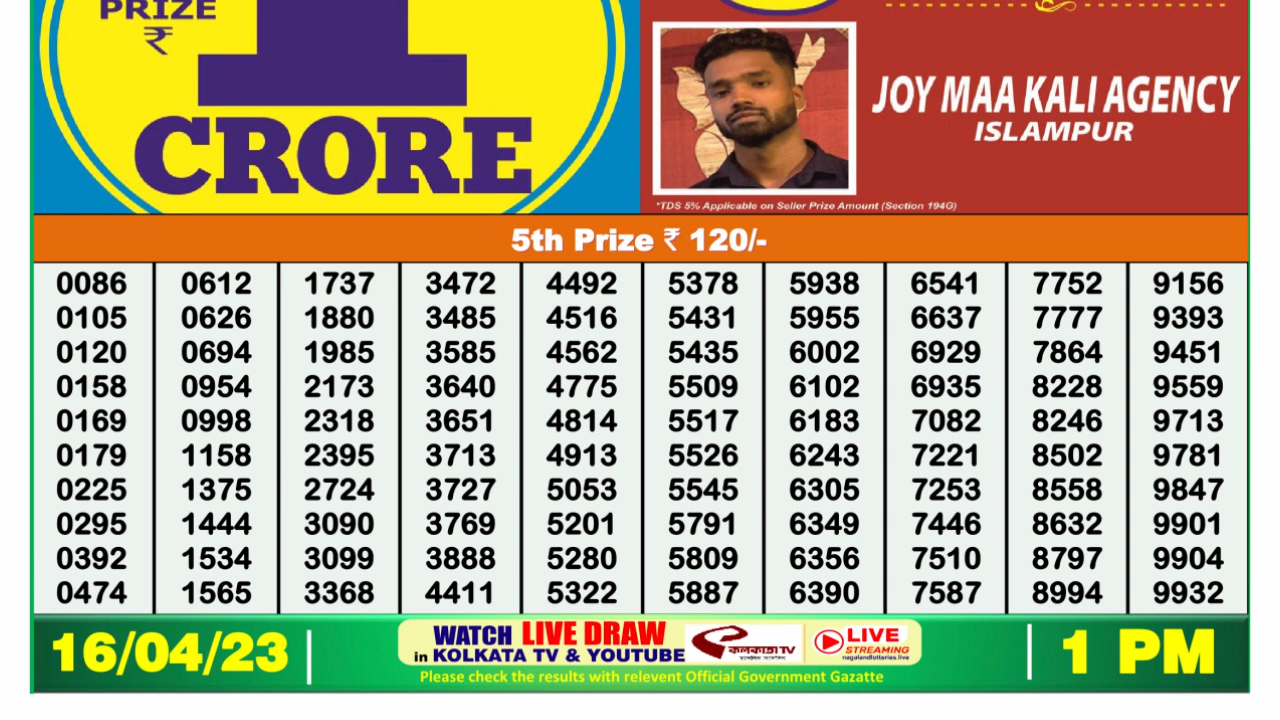 PRIZE
₹
1
CRORE
JOY MAA KALI AGENCY
ISLAMPUR
*TDS 5% Applicable on Seller Prize Amount (Section 194G)
5th Prize ₹ 120/-
0086 0612 1737 3472 4492 5378 5938 6541 7752 9156
0105 0626 1880 3485 4516 5431 5955 6637 7777 9393
0120 0694 1985 3585 4562 5435 6002 6929 7864 9451
0158 0954 2173 3640 4775 5509 6102 6935 8228 9559
0169 0998 2318 3651 4814 5517 6183 7082 8246 9713
0179 1158 2395 3713 4913 5526 6243 7221 8502 9781
0225 1375 2724 3727 5053 5545 6305 7253 8558 9847
0295 1444 3090 3769 5201 5791 6349 7446 8632 9901
0392 1534 3099 3888 5280 5809 6356 7510 8797 9904
0474 1565 3368 4411 5322 5887 6390 7587 8994 9932
16/04/23
WATCH LIVE DRAW
in KOLKATA TV & YOUTUBE
কলকাতা TV
LIVE
STREAMING
nagalandlotteries.live
Please check the results with relevent Official Government Gazatte
1 PM